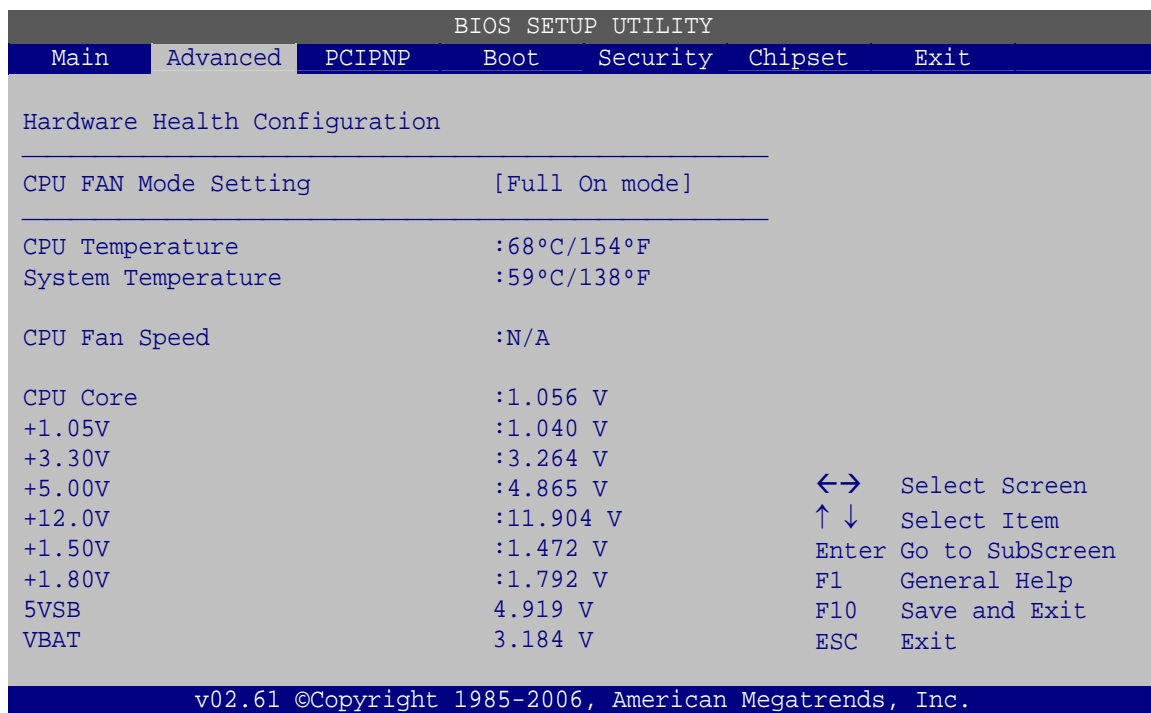 BIOS SETUP UTILITY
Main Advanced PCIPNP Boot Security Chipset Exit
Hardware Health Configuration
CPU FAN Mode Setting [Full On mode]
CPU Temperature :68ºC/154ºF
System Temperature :59ºC/138ºF
CPU Fan Speed :N/A
CPU Core :1.056 V
+1.05V :1.040 V
+3.30V :3.264 V
+5.00V :4.865 V
+12.0V :11.904 V
+1.50V :1.472 V
+1.80V :1.792 V
5VSB 4.919 V
VBAT 3.184 V
←→ Select Screen
↑ ↓ Select Item
Enter Go to SubScreen
F1 General Help
F10 Save and Exit
ESC Exit
v02.61 ©Copyright 1985-2006, American Megatrends, Inc.